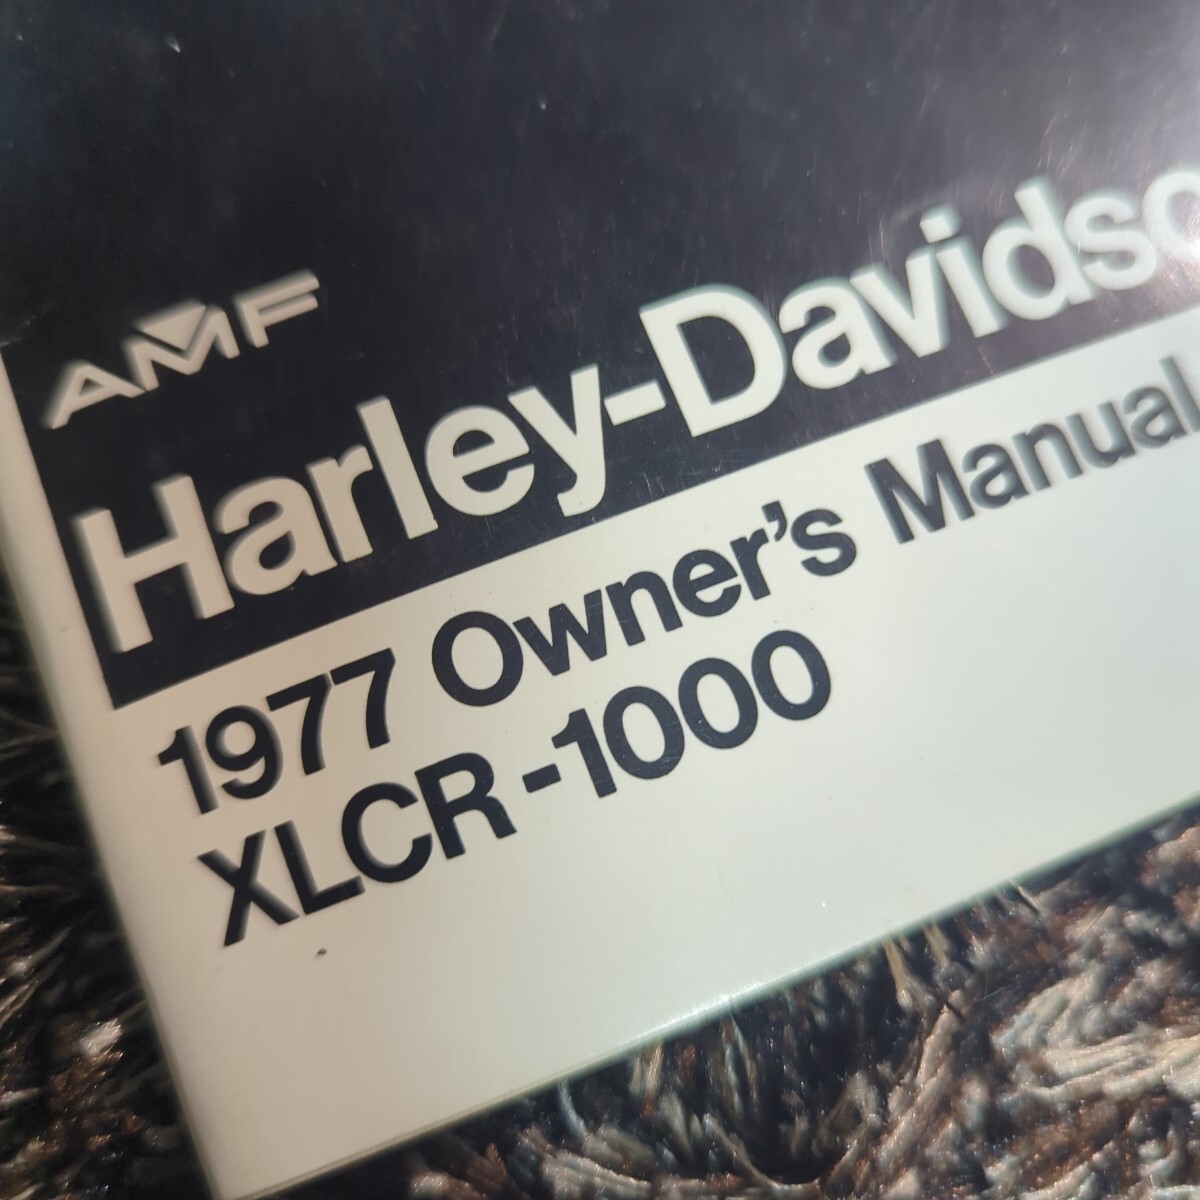 AMF
Harley-Davidso
1977 Owner's Manual
XLCR-1000